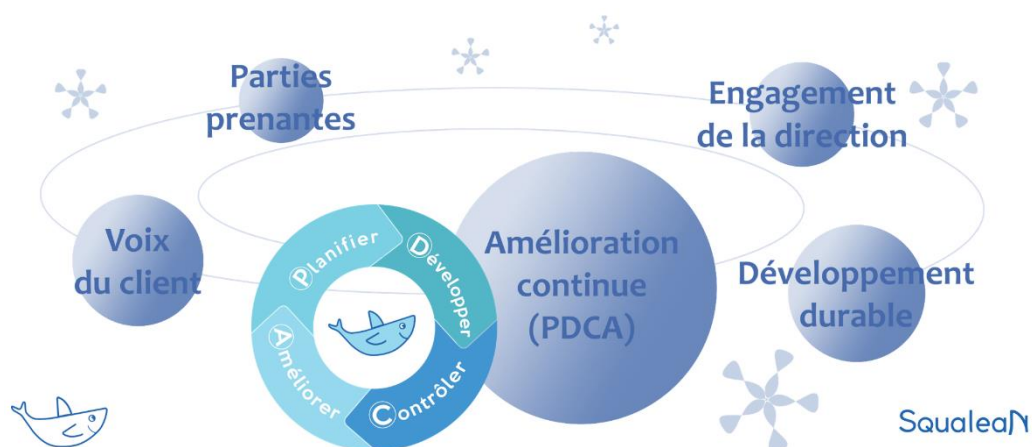 Parties
prenantes
Engagement
de la direction
Voix
du client
Planifier
Développer
Contrôler
Améliorer
Amélioration
continue
(PDCA)
Développement
durable
SqualeaN